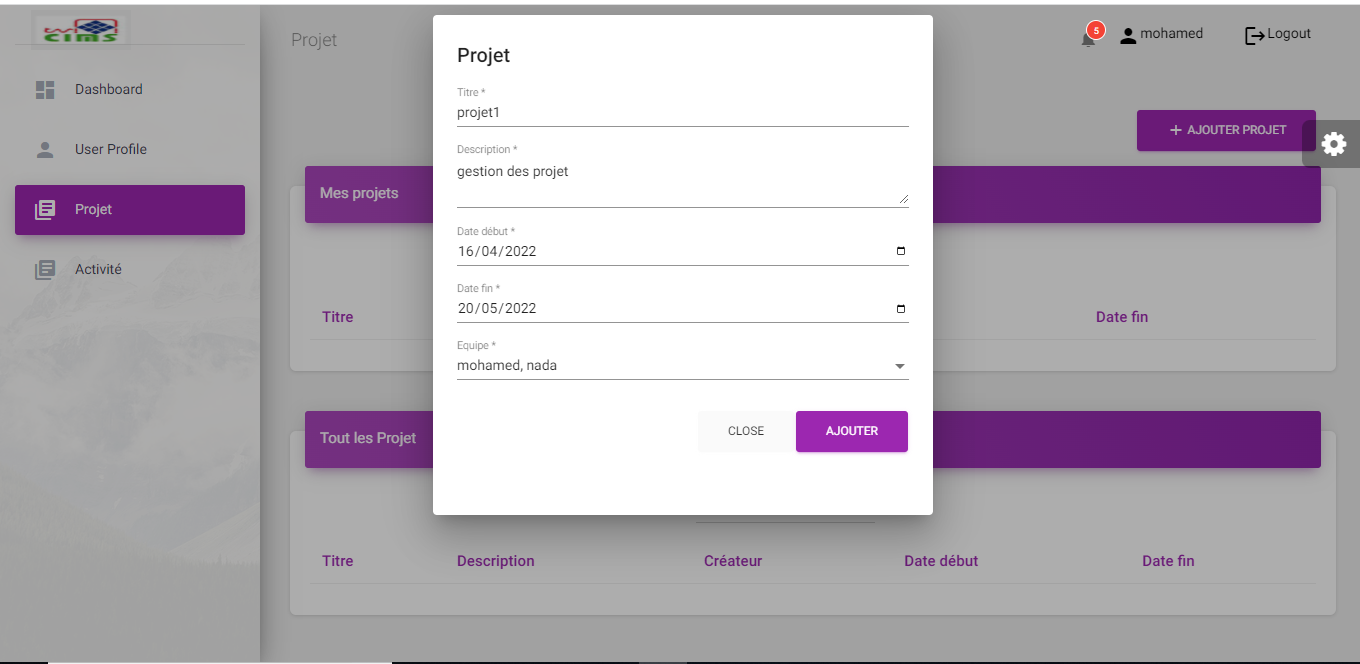 CIMS
Dashboard
User Profile
Projet
Activité
Projet
5
mohamed
Logout
+ AJOUTER PROJET
Mes projets
Titre
Date fin
Tout les Projet
Titre
Description
Créateur
Date début
Date fin
Projet
Titre *
projet1
Description *
gestion des projet
Date début *
16/04/2022
Date fin *
20/05/2022
Equipe *
mohamed, nada
CLOSE
AJOUTER